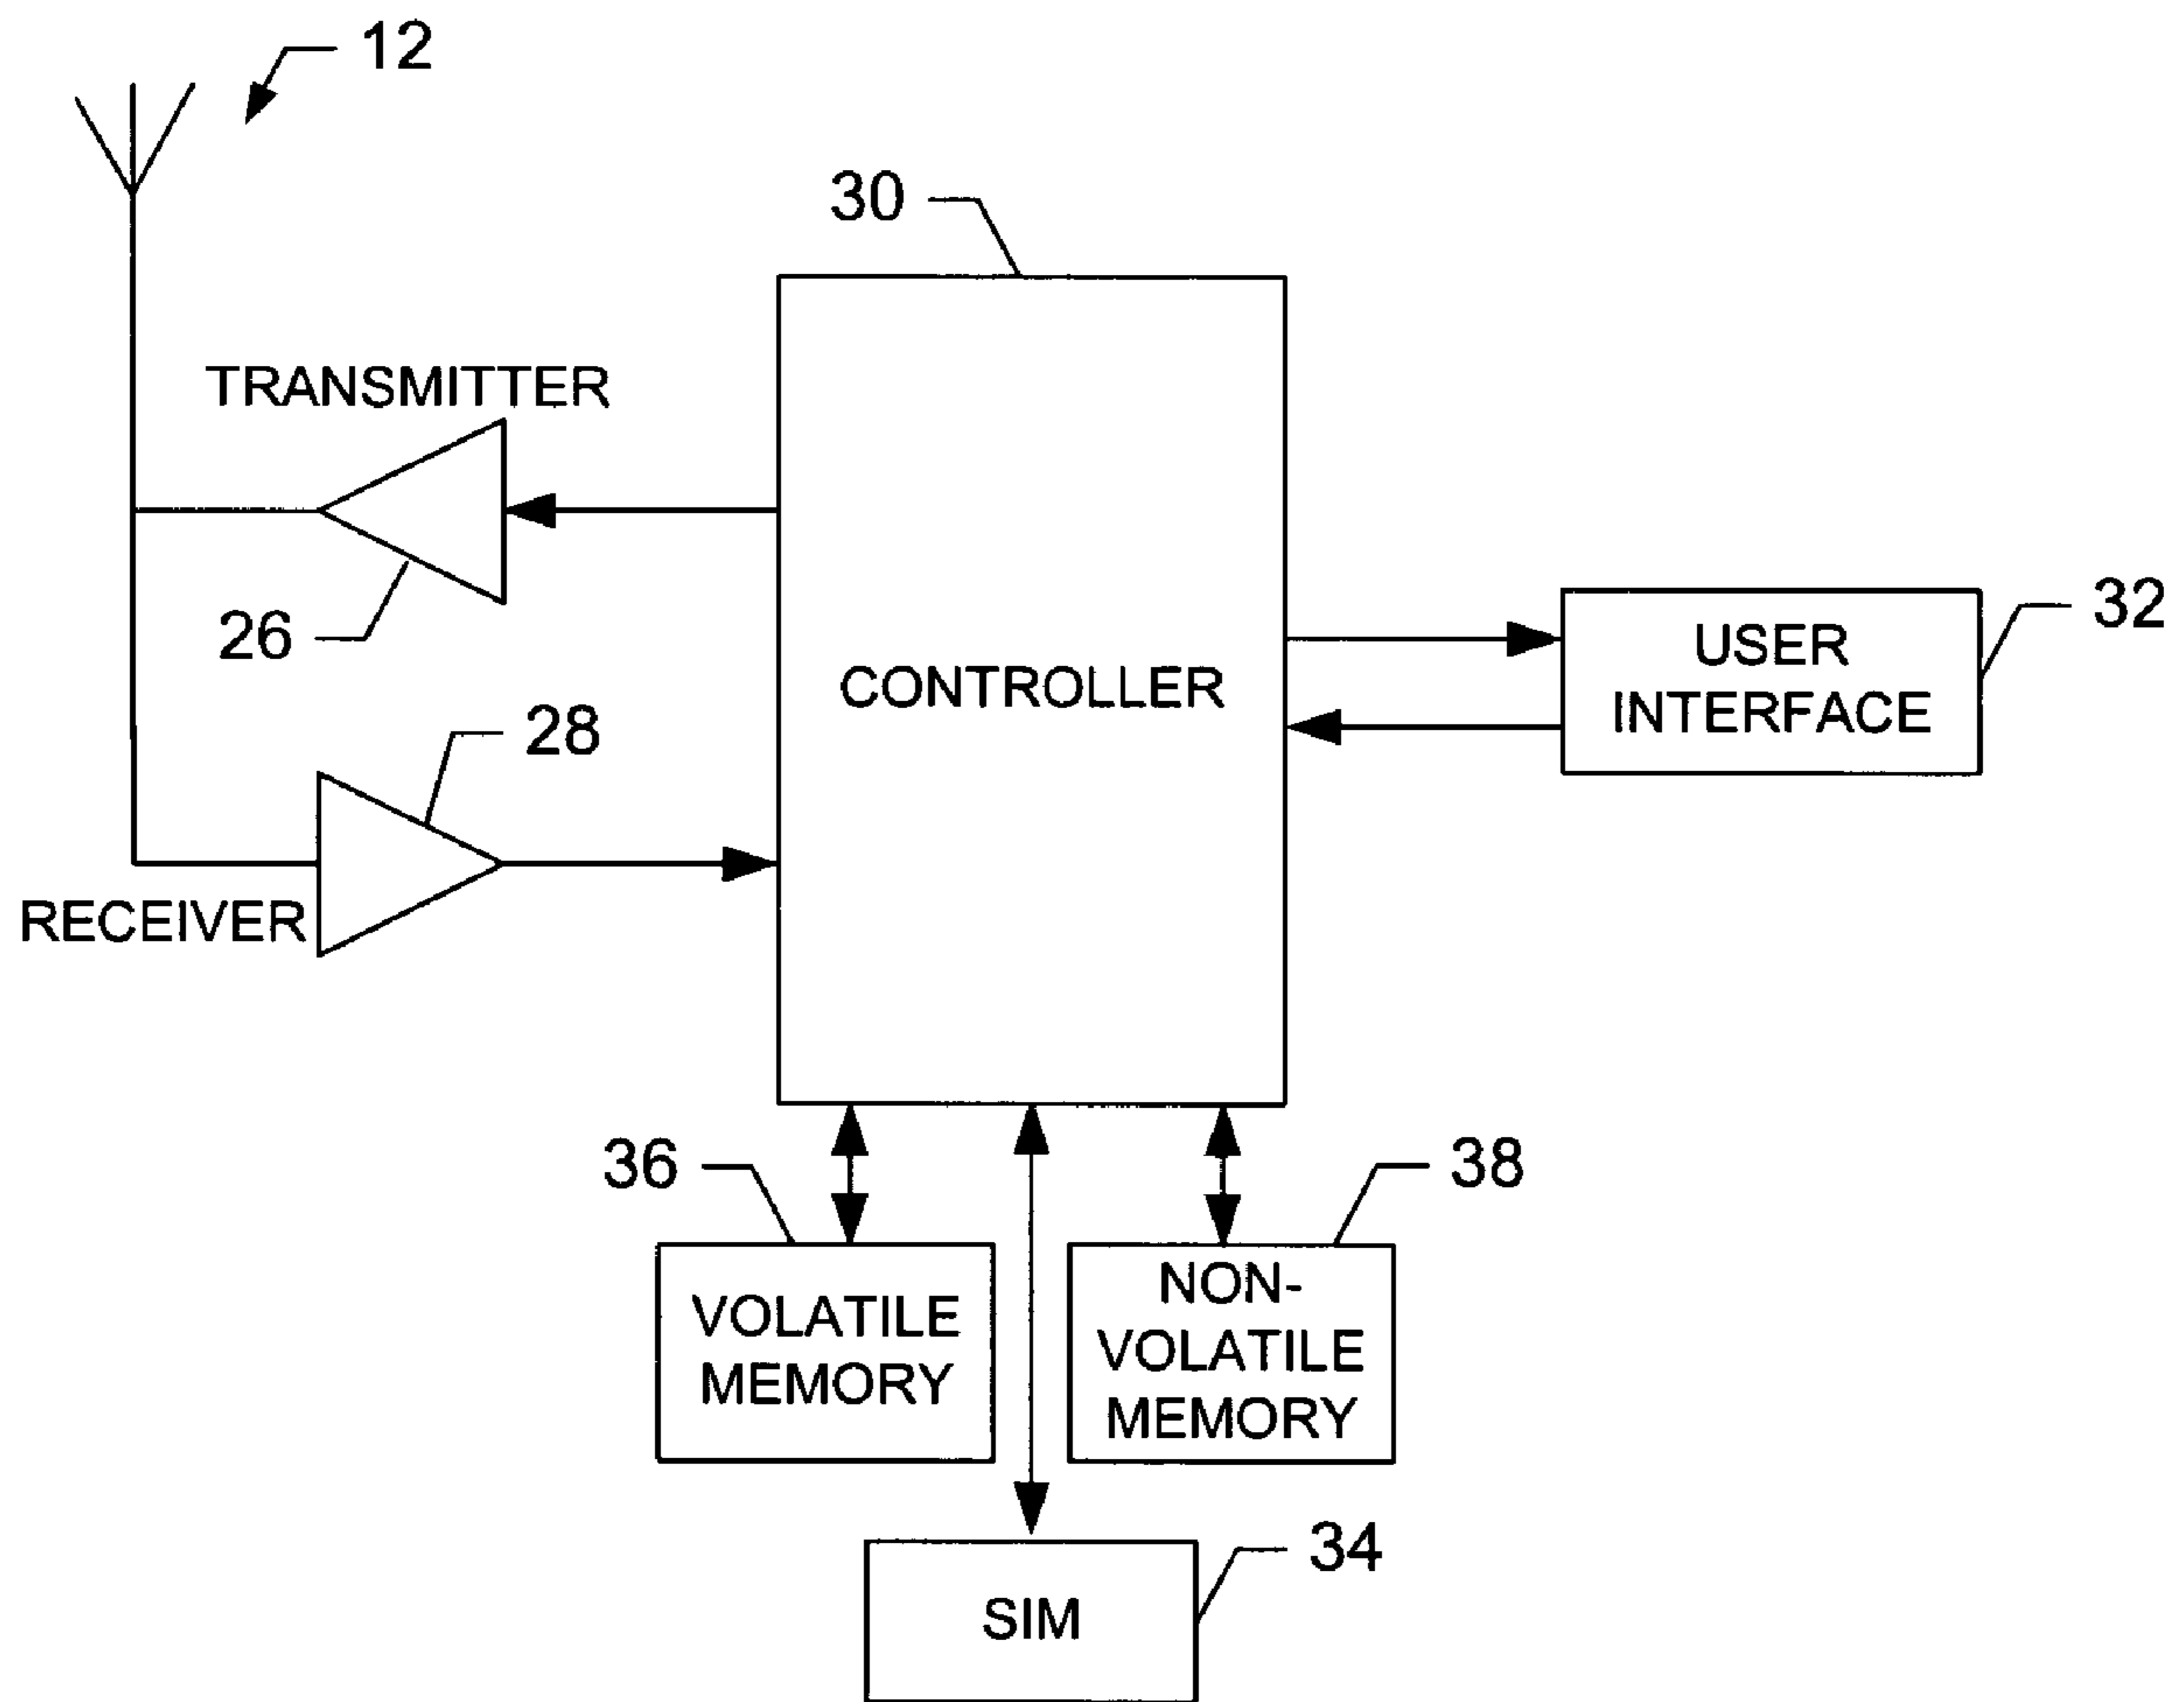 12
30
TRANSMITTER
26
CONTROLLER
USER
INTERFACE
32
28
RECEIVER
36
38
VOLATILE
MEMORY
NON-
VOLATILE
MEMORY
34
SIM